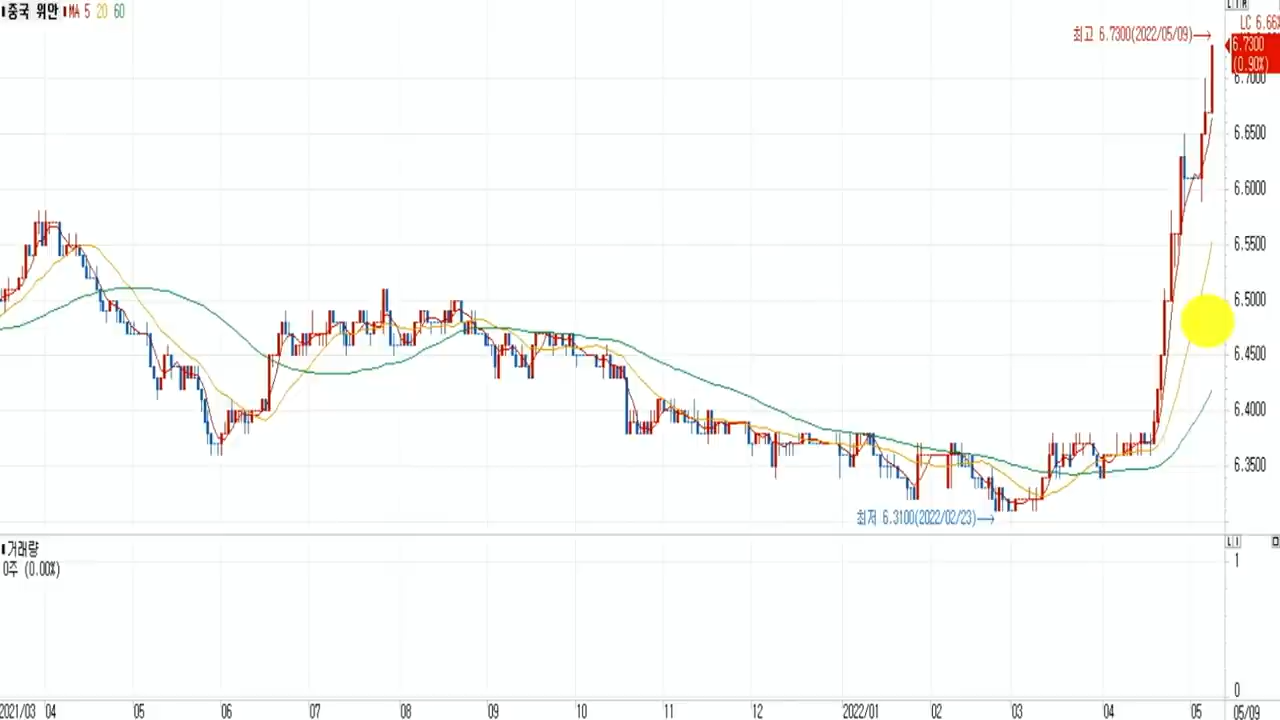 중국 위안 MA 5 20 60
최고 6.7300(2022/05/09)
LC 6.66%
6.7300
(0.90%)
6.7000
6.6500
6.6000
6.5500
6.5000
6.4500
6.4000
6.3500
최저 6.3100(2022/02/23)
거래량
0주 (0.00%)
1
0
2021/03 04 05 06 07 08 09 10 11 12 2022/01 02 03 04 05 05/09